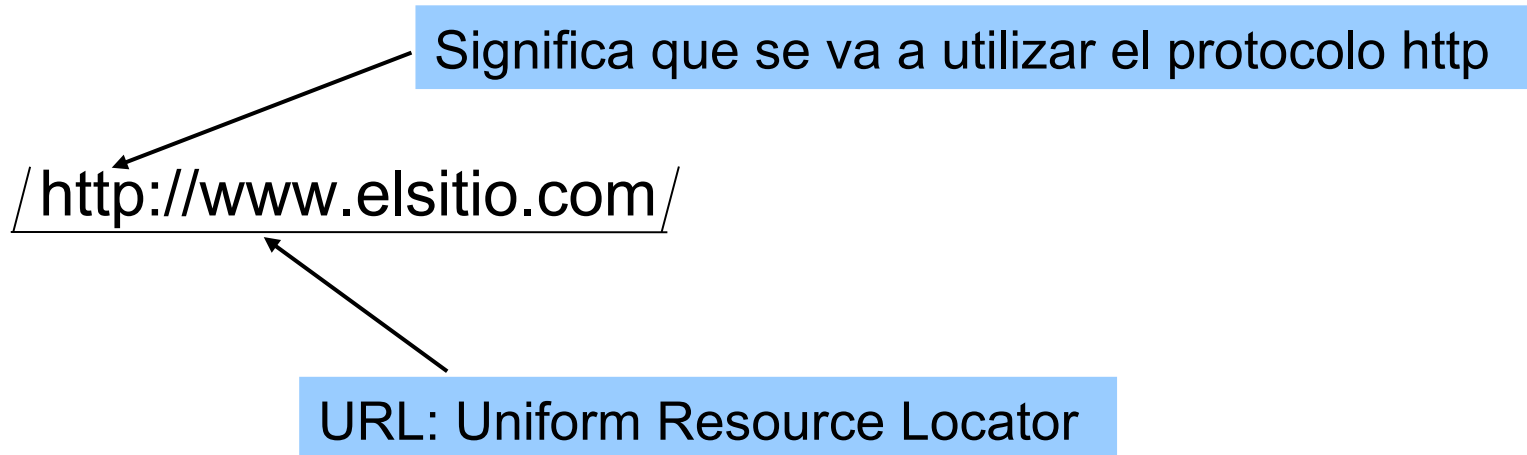 Significa que se va a utilizar el protocolo http
http://www.elsitio.com
URL: Uniform Resource Locator